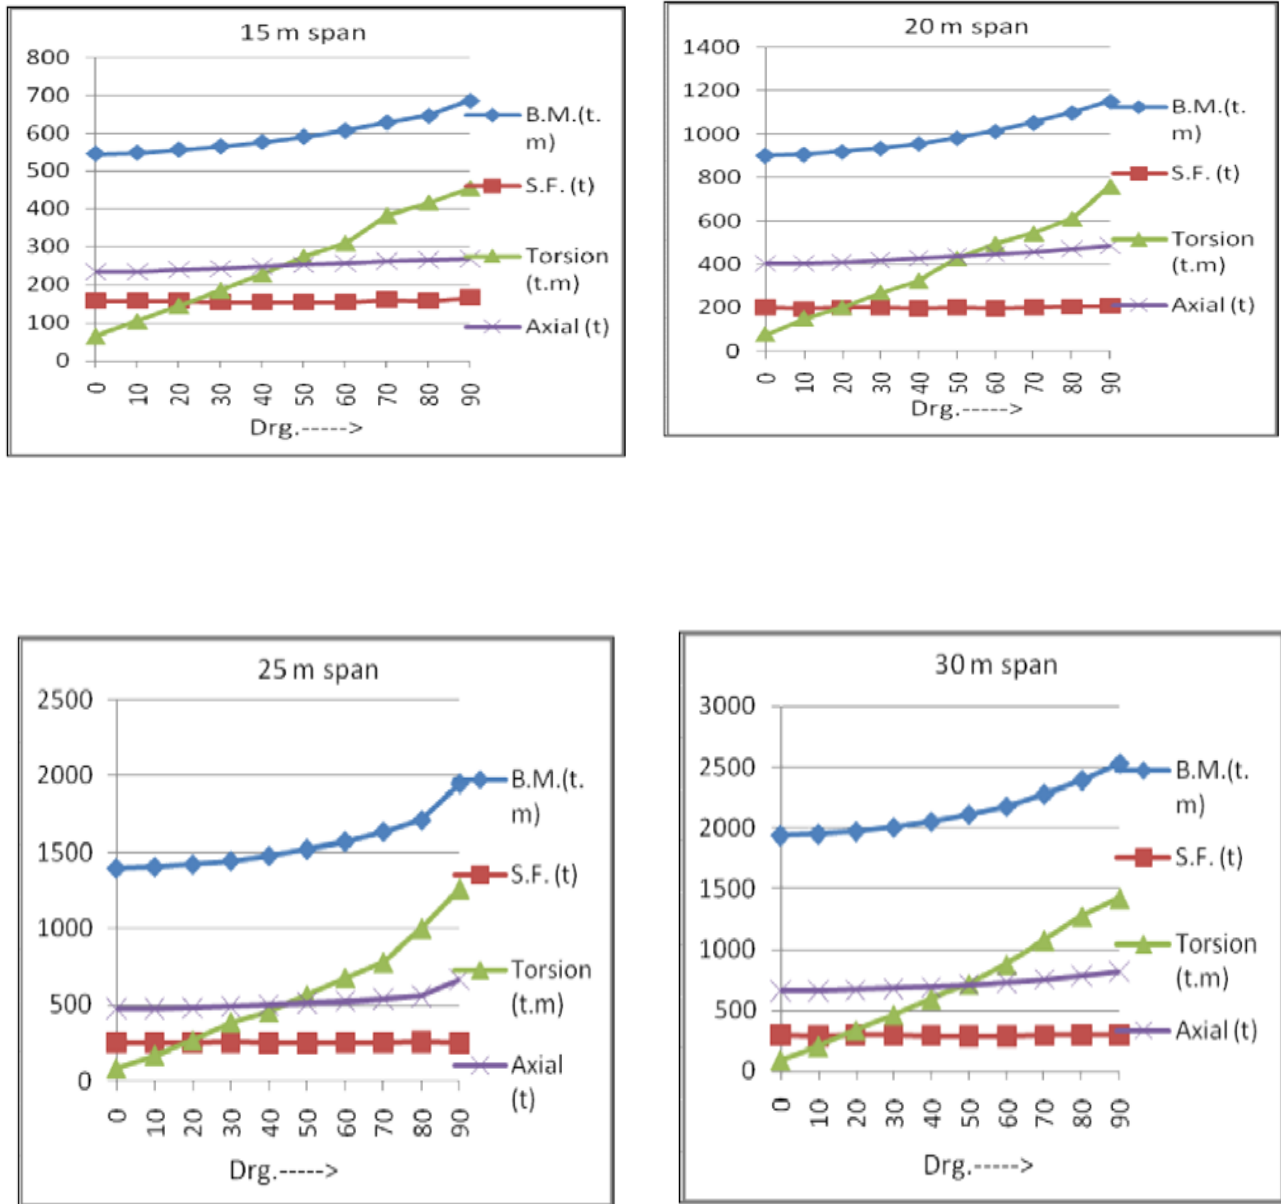 15 m span
800
700
600
500
400
300
200
100
0
0 10 20 30 40 50 60 70 80 90
Drg.----->
B.M.(t.
m)
S.F. (t)
Torsion
(t.m)
Axial (t)
20 m span
1400
1200
1000
800
600
400
200
0
0 10 20 30 40 50 60 70 80 90
Drg.----->
B.M.(t.
m)
S.F. (t)
Torsion
(t.m)
Axial (t)
25 m span
2500
2000
1500
1000
500
0
0 10 20 30 40 50 60 70 80 90
Drg.----->
B.M.(t.
m)
S.F. (t)
Torsion
(t.m)
Axial
(t)
30 m span
3000
2500
2000
1500
1000
500
0
0 10 20 30 40 50 60 70 80 90
Drg.----->
B.M.(t.
m)
S.F. (t)
Torsion
(t.m)
Axial (t)